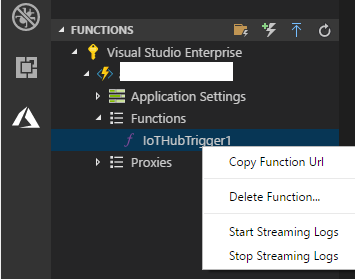 FUNCTIONS
Visual Studio Enterprise
Application Settings
Functions
IoTHubTrigger1
Proxies
Copy Function Url
Delete Function...
Start Streaming Logs
Stop Streaming Logs